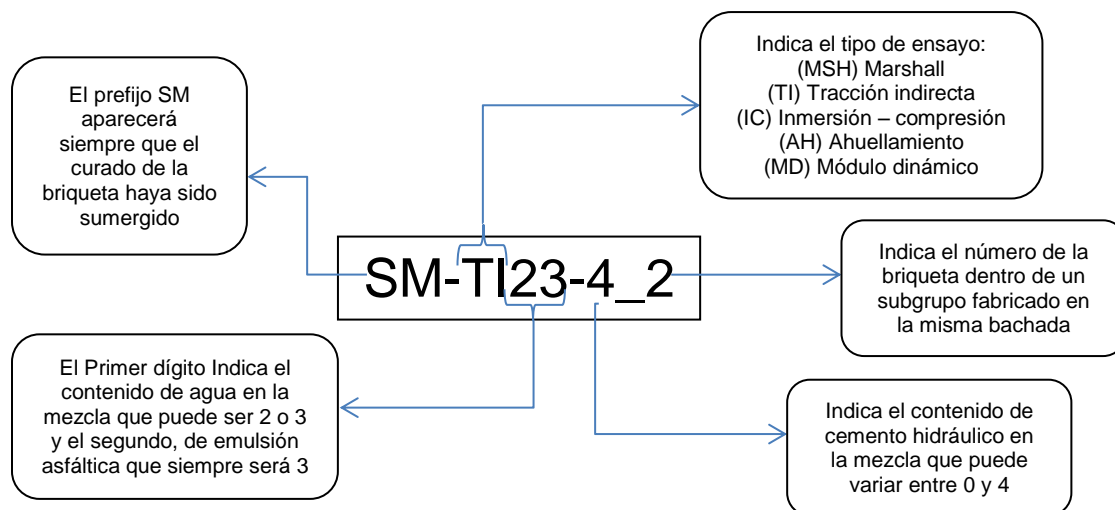 El prefijo SM
aparecerá
siempre que el
curado de la
briqueta haya sido
sumergido
Indica el tipo de ensayo:
(MSH) Marshall
(TI) Tracción indirecta
(IC) Inmersión – compresión
(AH) Ahuellamiento
(MD) Módulo dinámico
SM-TI23-4_2
Indica el número de la
briqueta dentro de un
subgrupo fabricado en
la misma bachada
El Primer dígito Indica el
contenido de agua en la
mezcla que puede ser 2 o 3
y el segundo, de emulsión
asfáltica que siempre será 3
Indica el contenido de
cemento hidráulico en
la mezcla que puede
variar entre 0 y 4